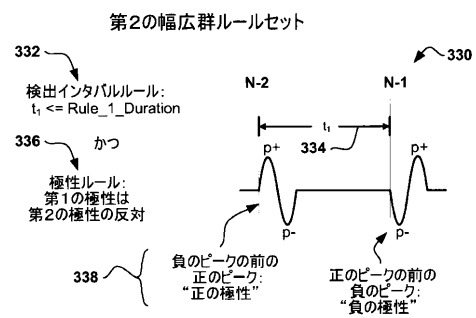 第2の幅広群ルールセット
332
330
検出インタバルルール:
t₁ <= Rule_1_Duration
N-2
N-1
t₁
334
336
かつ
極性ルール:
第1の極性は
第2の極性の反対
p+
p-
p+
p-
338
負のピークの前の
正のピーク:
“正の極性”
正のピークの前の
負のピーク:
“負の極性”